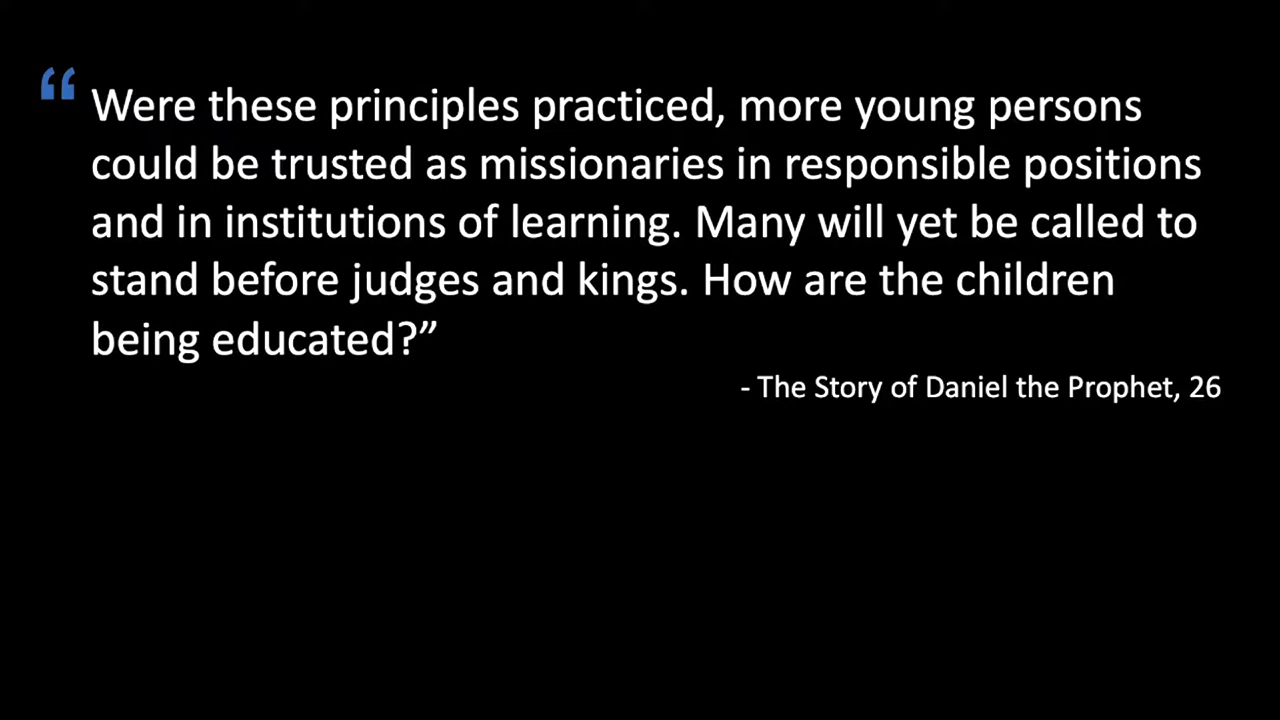 “ Were these principles practiced, more young persons
could be trusted as missionaries in responsible positions
and in institutions of learning. Many will yet be called to
stand before judges and kings. How are the children
being educated?”
- The Story of Daniel the Prophet, 26